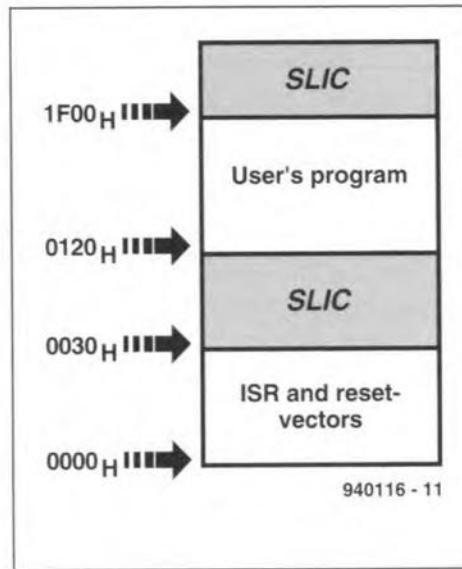 SLIC
1F00H
User's program
0120H
SLIC
0030H
ISR and reset-
vectors
0000H
940116 - 11